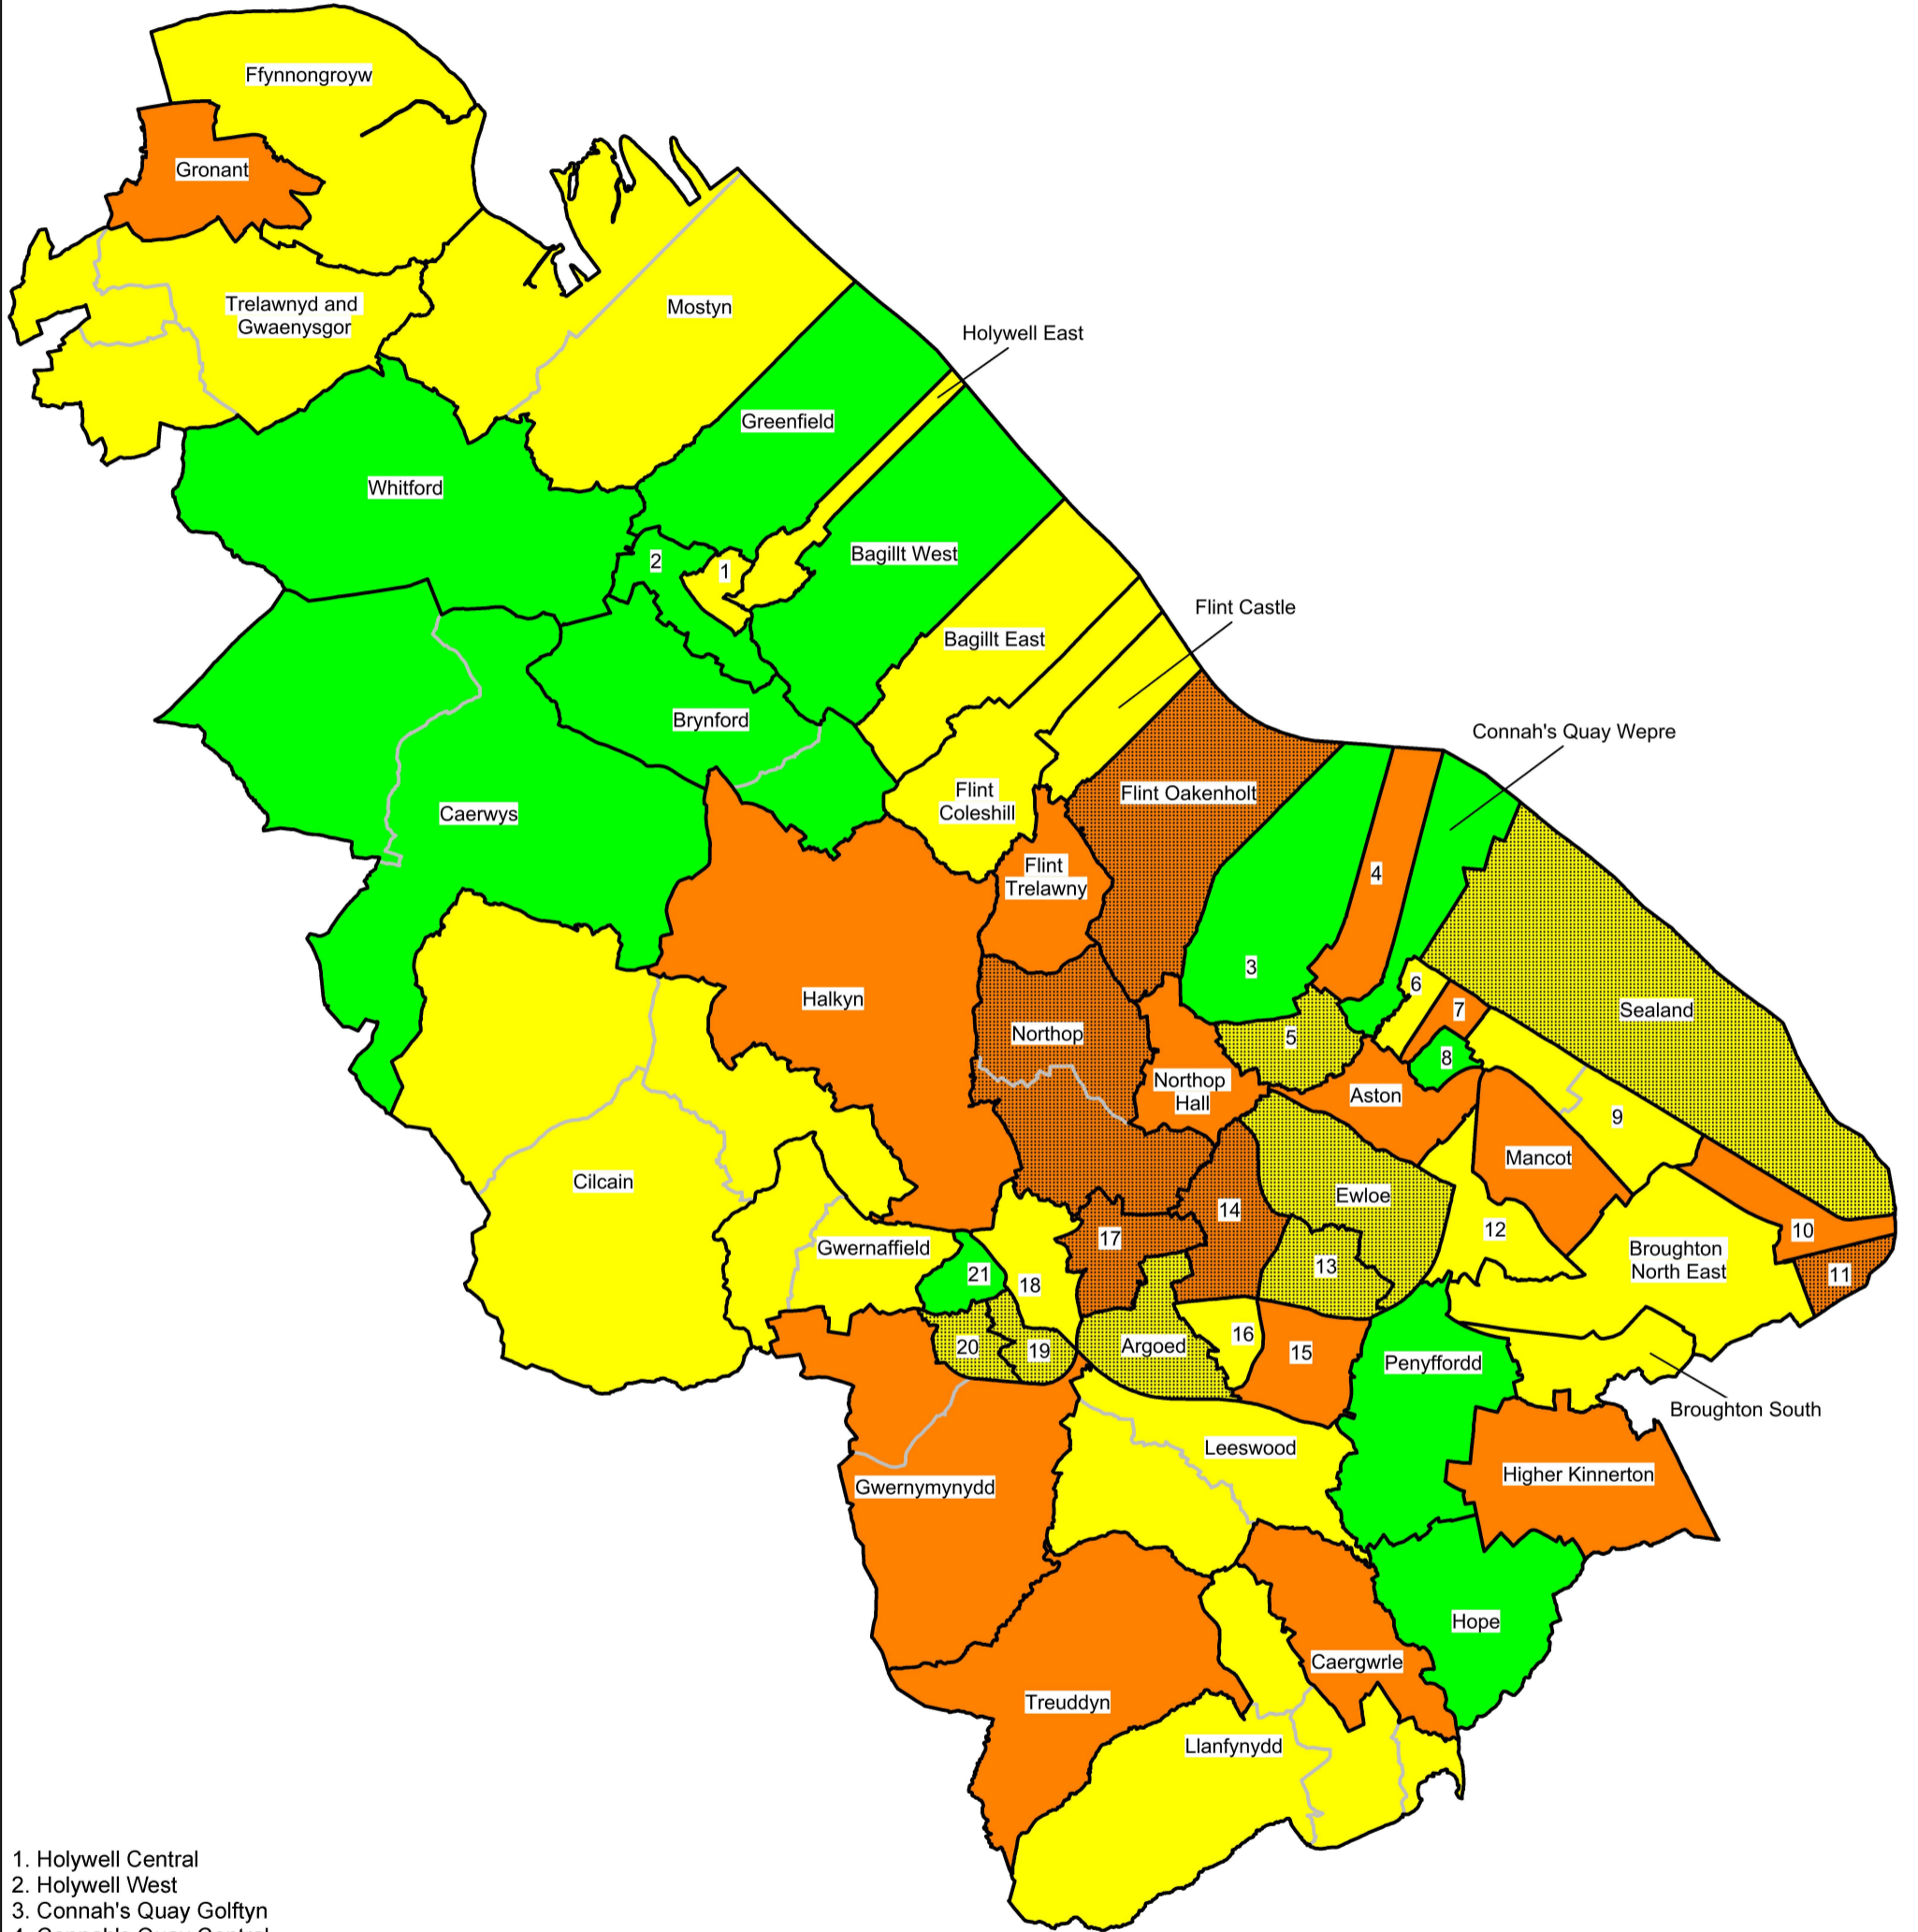 Ffynnongroyw
Gronant
Trelawnyd and
Gwaenysgor
Mostyn
Holywell East
Greenfield
Whitford
Bagillt West
2
1
Flint Castle
Bagillt East
Brynford
Connah's Quay Wepre
Flint
Coleshill
Flint Oakenholt
Caerwys
Flint
Trelawny
4
3
6
Halkyn
7
Sealand
Northop
5
8
Northop
Hall
Aston
9
Mancot
Cilcain
Ewloe
14
12
10
17
Gwernaffield
Broughton
North East
13
21
18
11
16
Argoed
20
19
15
Penyffordd
Broughton South
Leeswood
Higher Kinnerton
Gwernymynydd
Hope
Caergwrle
Treuddyn
Llanfynydd
1. Holywell Central
2. Holywell West
3. Connah's Quay Golftyn
4. Connah's Quay Central